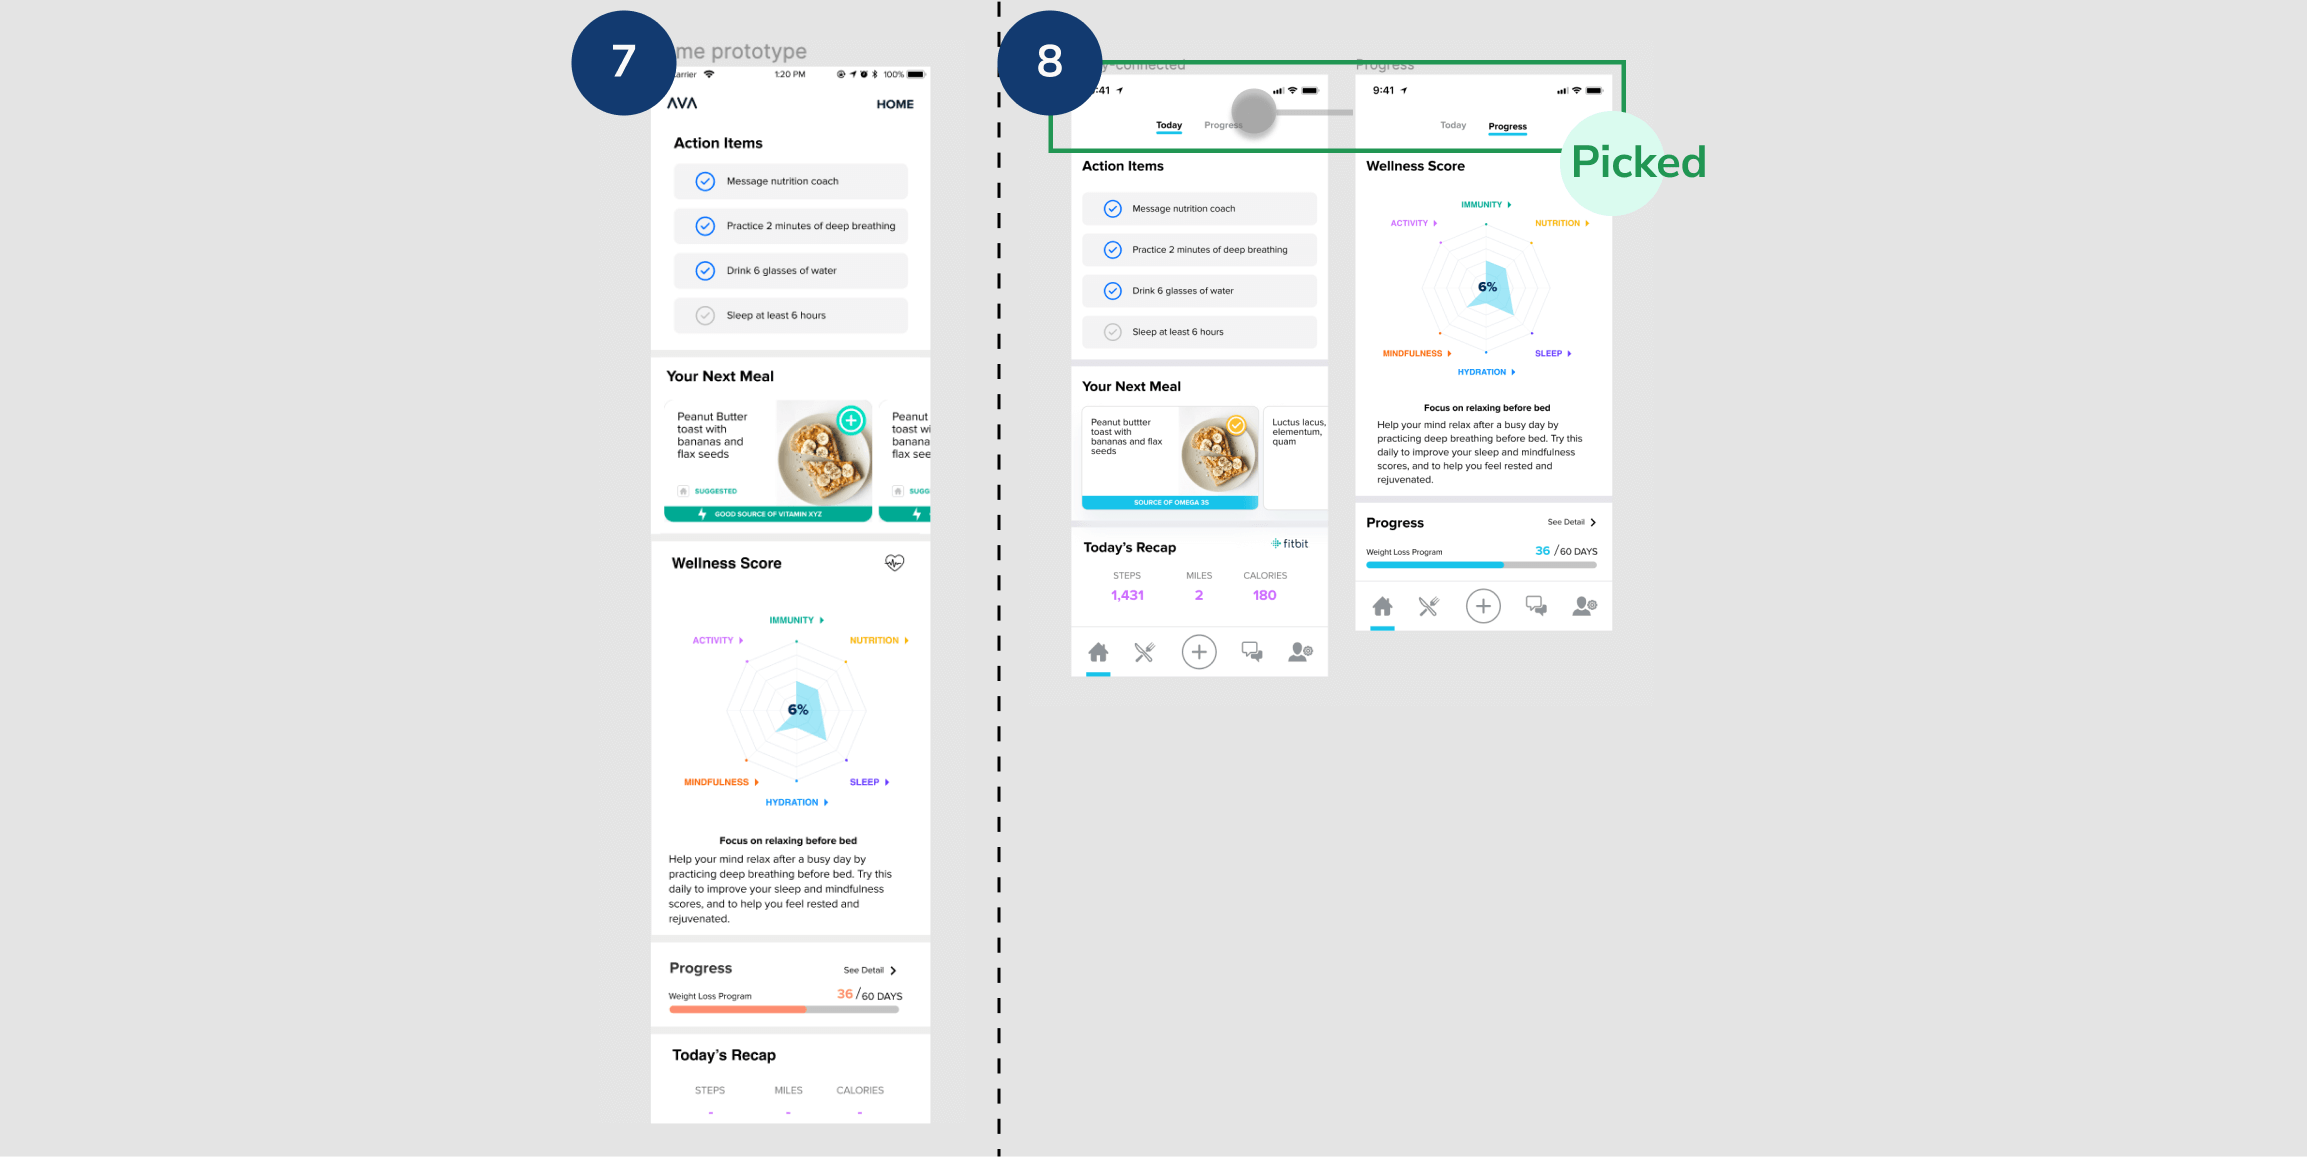 7
me prototype
arrier
1:20 PM
100%
AVA
HOME
Action Items
Message nutrition coach
Practice 2 minutes of deep breathing
Drink 6 glasses of water
Sleep at least 6 hours
Your Next Meal
Peanut Butter
toast with
bananas and
flax seeds
SUGGESTED
GOOD SOURCE OF VITAMIN XYZ
Peanut
toast wi
banana
flax see
SUGG
Wellness Score
IMMUNITY
ACTIVITY
NUTRITION
6%
MINDFULNESS
SLEEP
HYDRATION
Focus on relaxing before bed
Help your mind relax after a busy day by
practicing deep breathing before bed. Try this
daily to improve your sleep and mindfulness
scores, and to help you feel rested and
rejuvenated.
Progress
See Detail
Weight Loss Program
36 /60 DAYS
Today's Recap
STEPS
MILES
CALORIES
-
-
-
8
y-connected
:41
Today
Progress
Action Items
Message nutrition coach
Practice 2 minutes of deep breathing
Drink 6 glasses of water
Sleep at least 6 hours
Your Next Meal
Peanut buttter
toast with
bananas and flax
seeds
SOURCE OF OMEGA 3S
Luctus lacus,
elementum,
quam
Today's Recap
fitbit
STEPS
MILES
CALORIES
1,431
2
180
Progress
9:41
Today
Progress
Picked
Wellness Score
IMMUNITY
ACTIVITY
NUTRITION
6%
MINDFULNESS
SLEEP
HYDRATION
Focus on relaxing before bed
Help your mind relax after a busy day by
practicing deep breathing before bed. Try this
daily to improve your sleep and mindfulness
scores, and to help you feel rested and
rejuvenated.
Progress
See Detail
Weight Loss Program
36 /60 DAYS